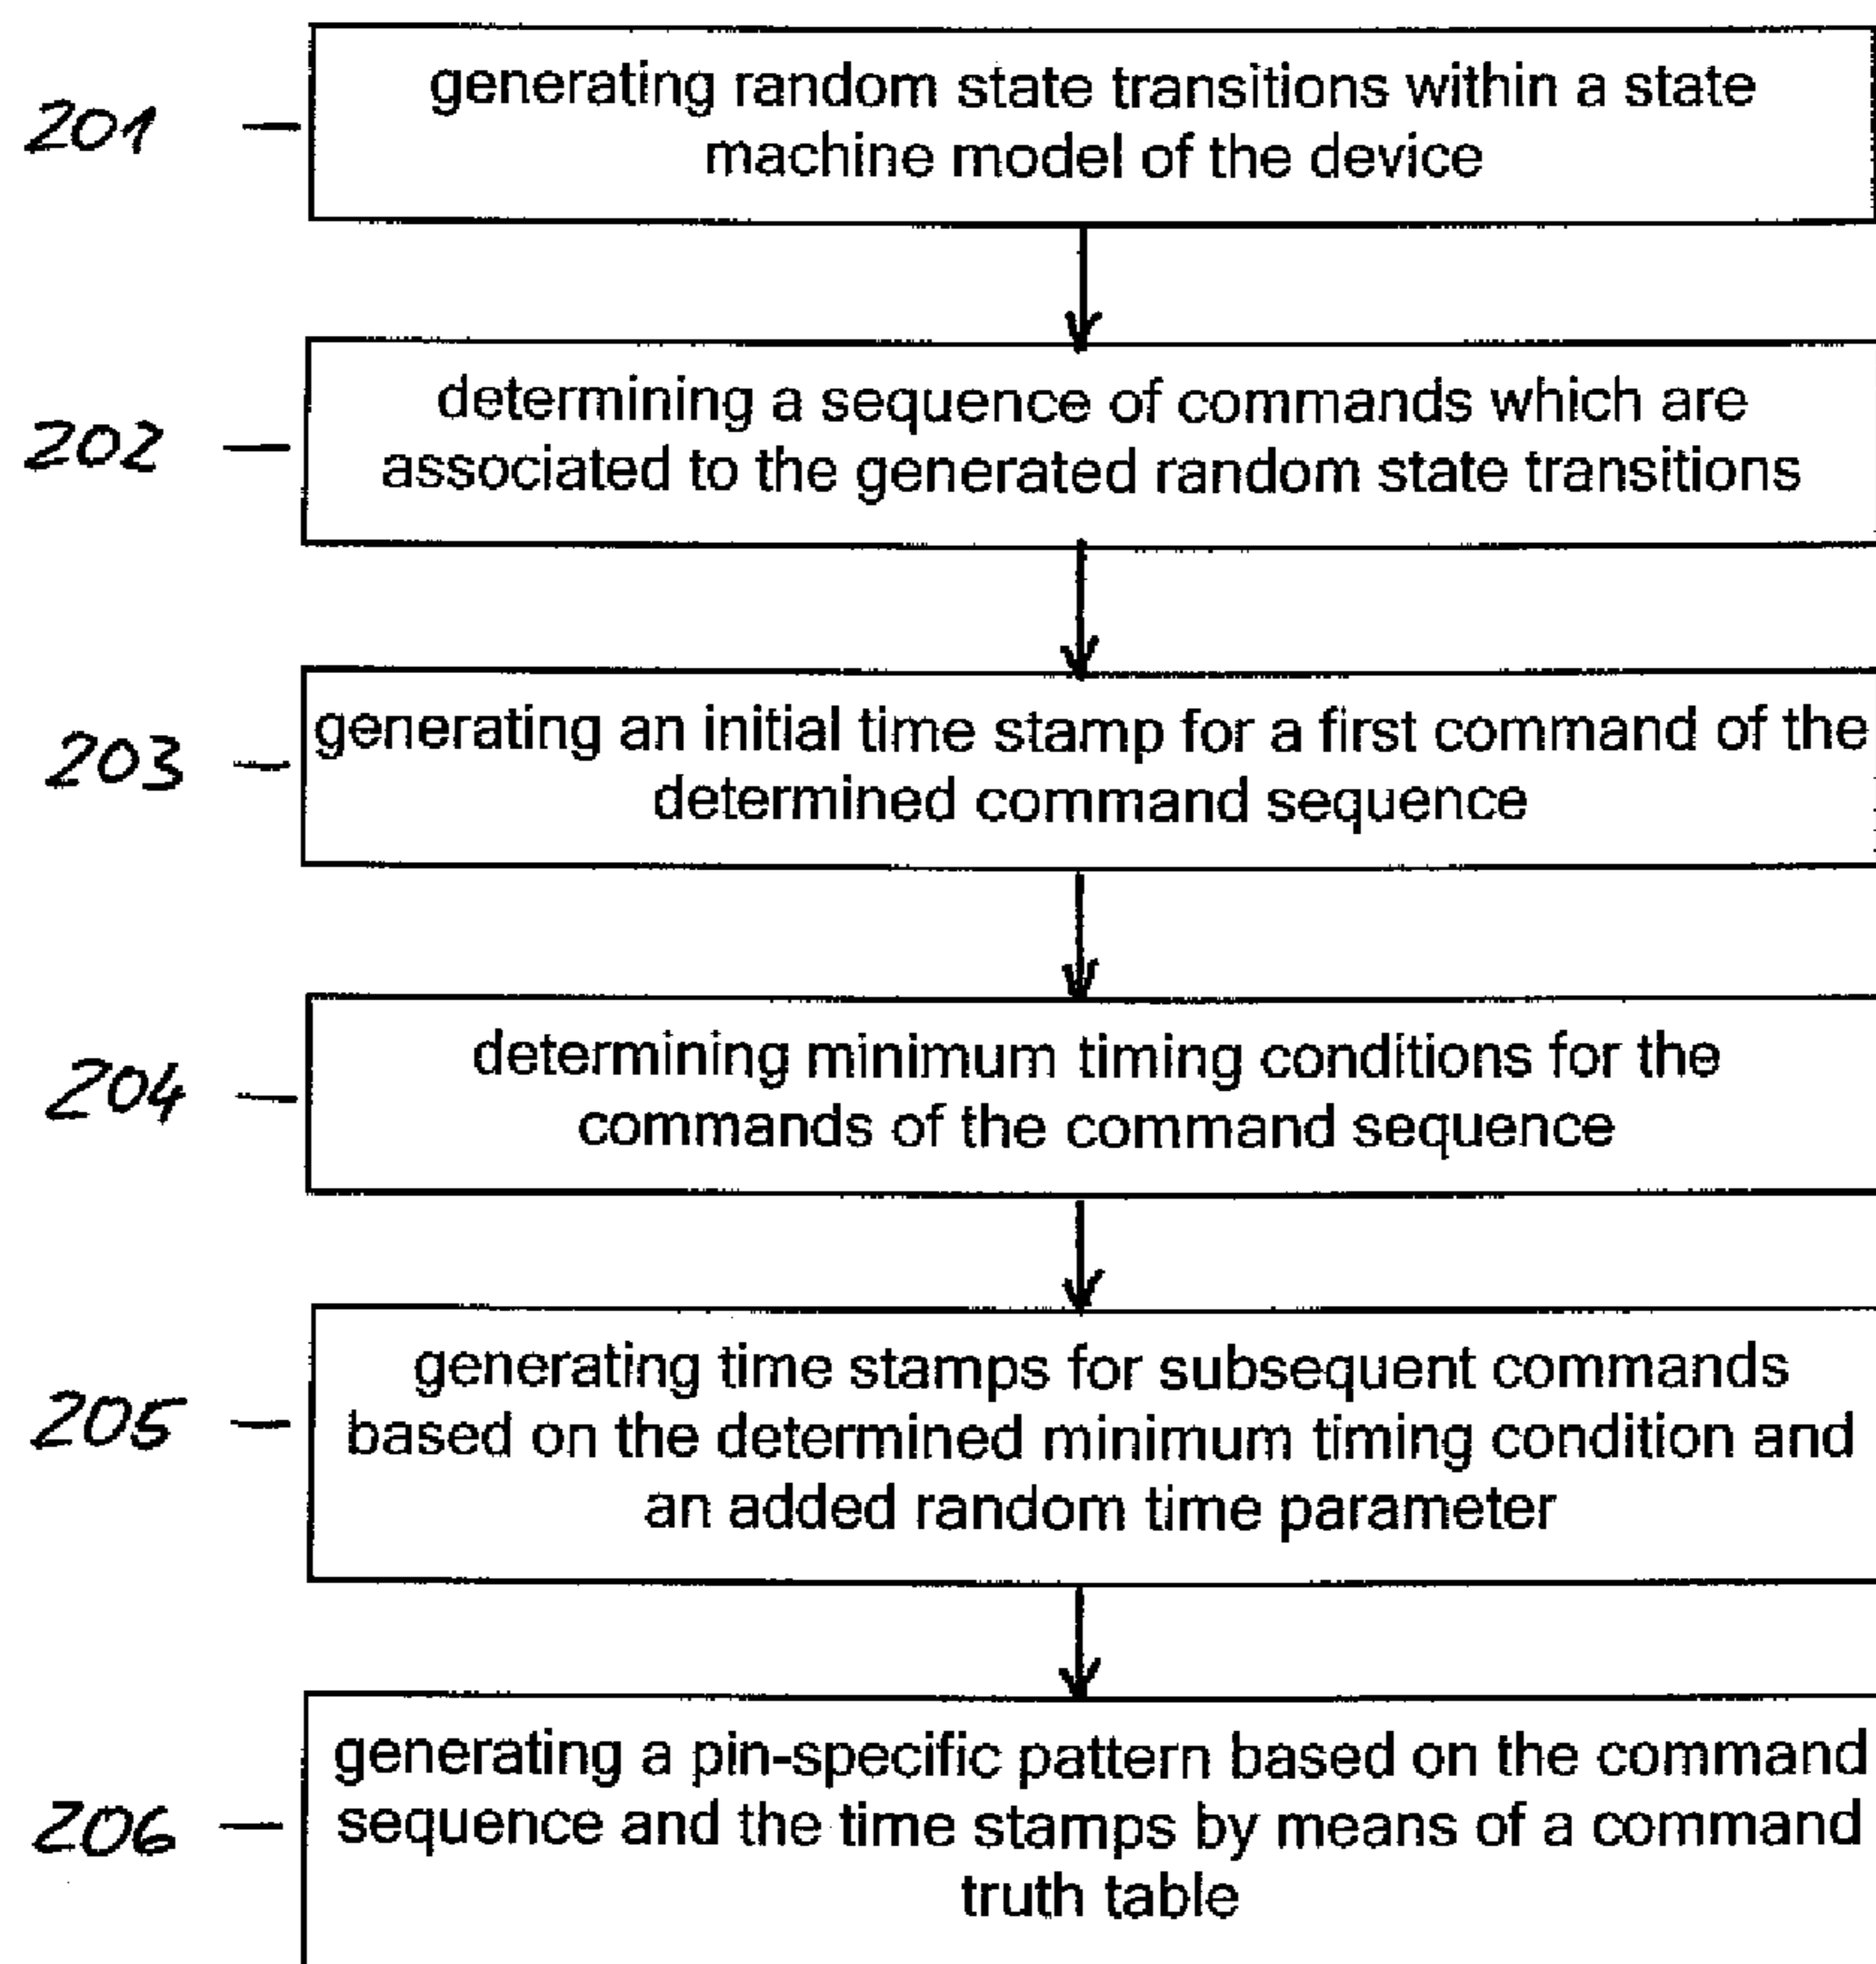 201
generating random state transitions within a state
machine model of the device
202
determining a sequence of commands which are
associated to the generated random state transitions
203
generating an initial time stamp for a first command of the
determined command sequence
204
determining minimum timing conditions for the
commands of the command sequence
205
generating time stamps for subsequent commands
based on the determined minimum timing condition and
an added random time parameter
206
generating a pin-specific pattern based on the command
sequence and the time stamps by means of a command
truth table